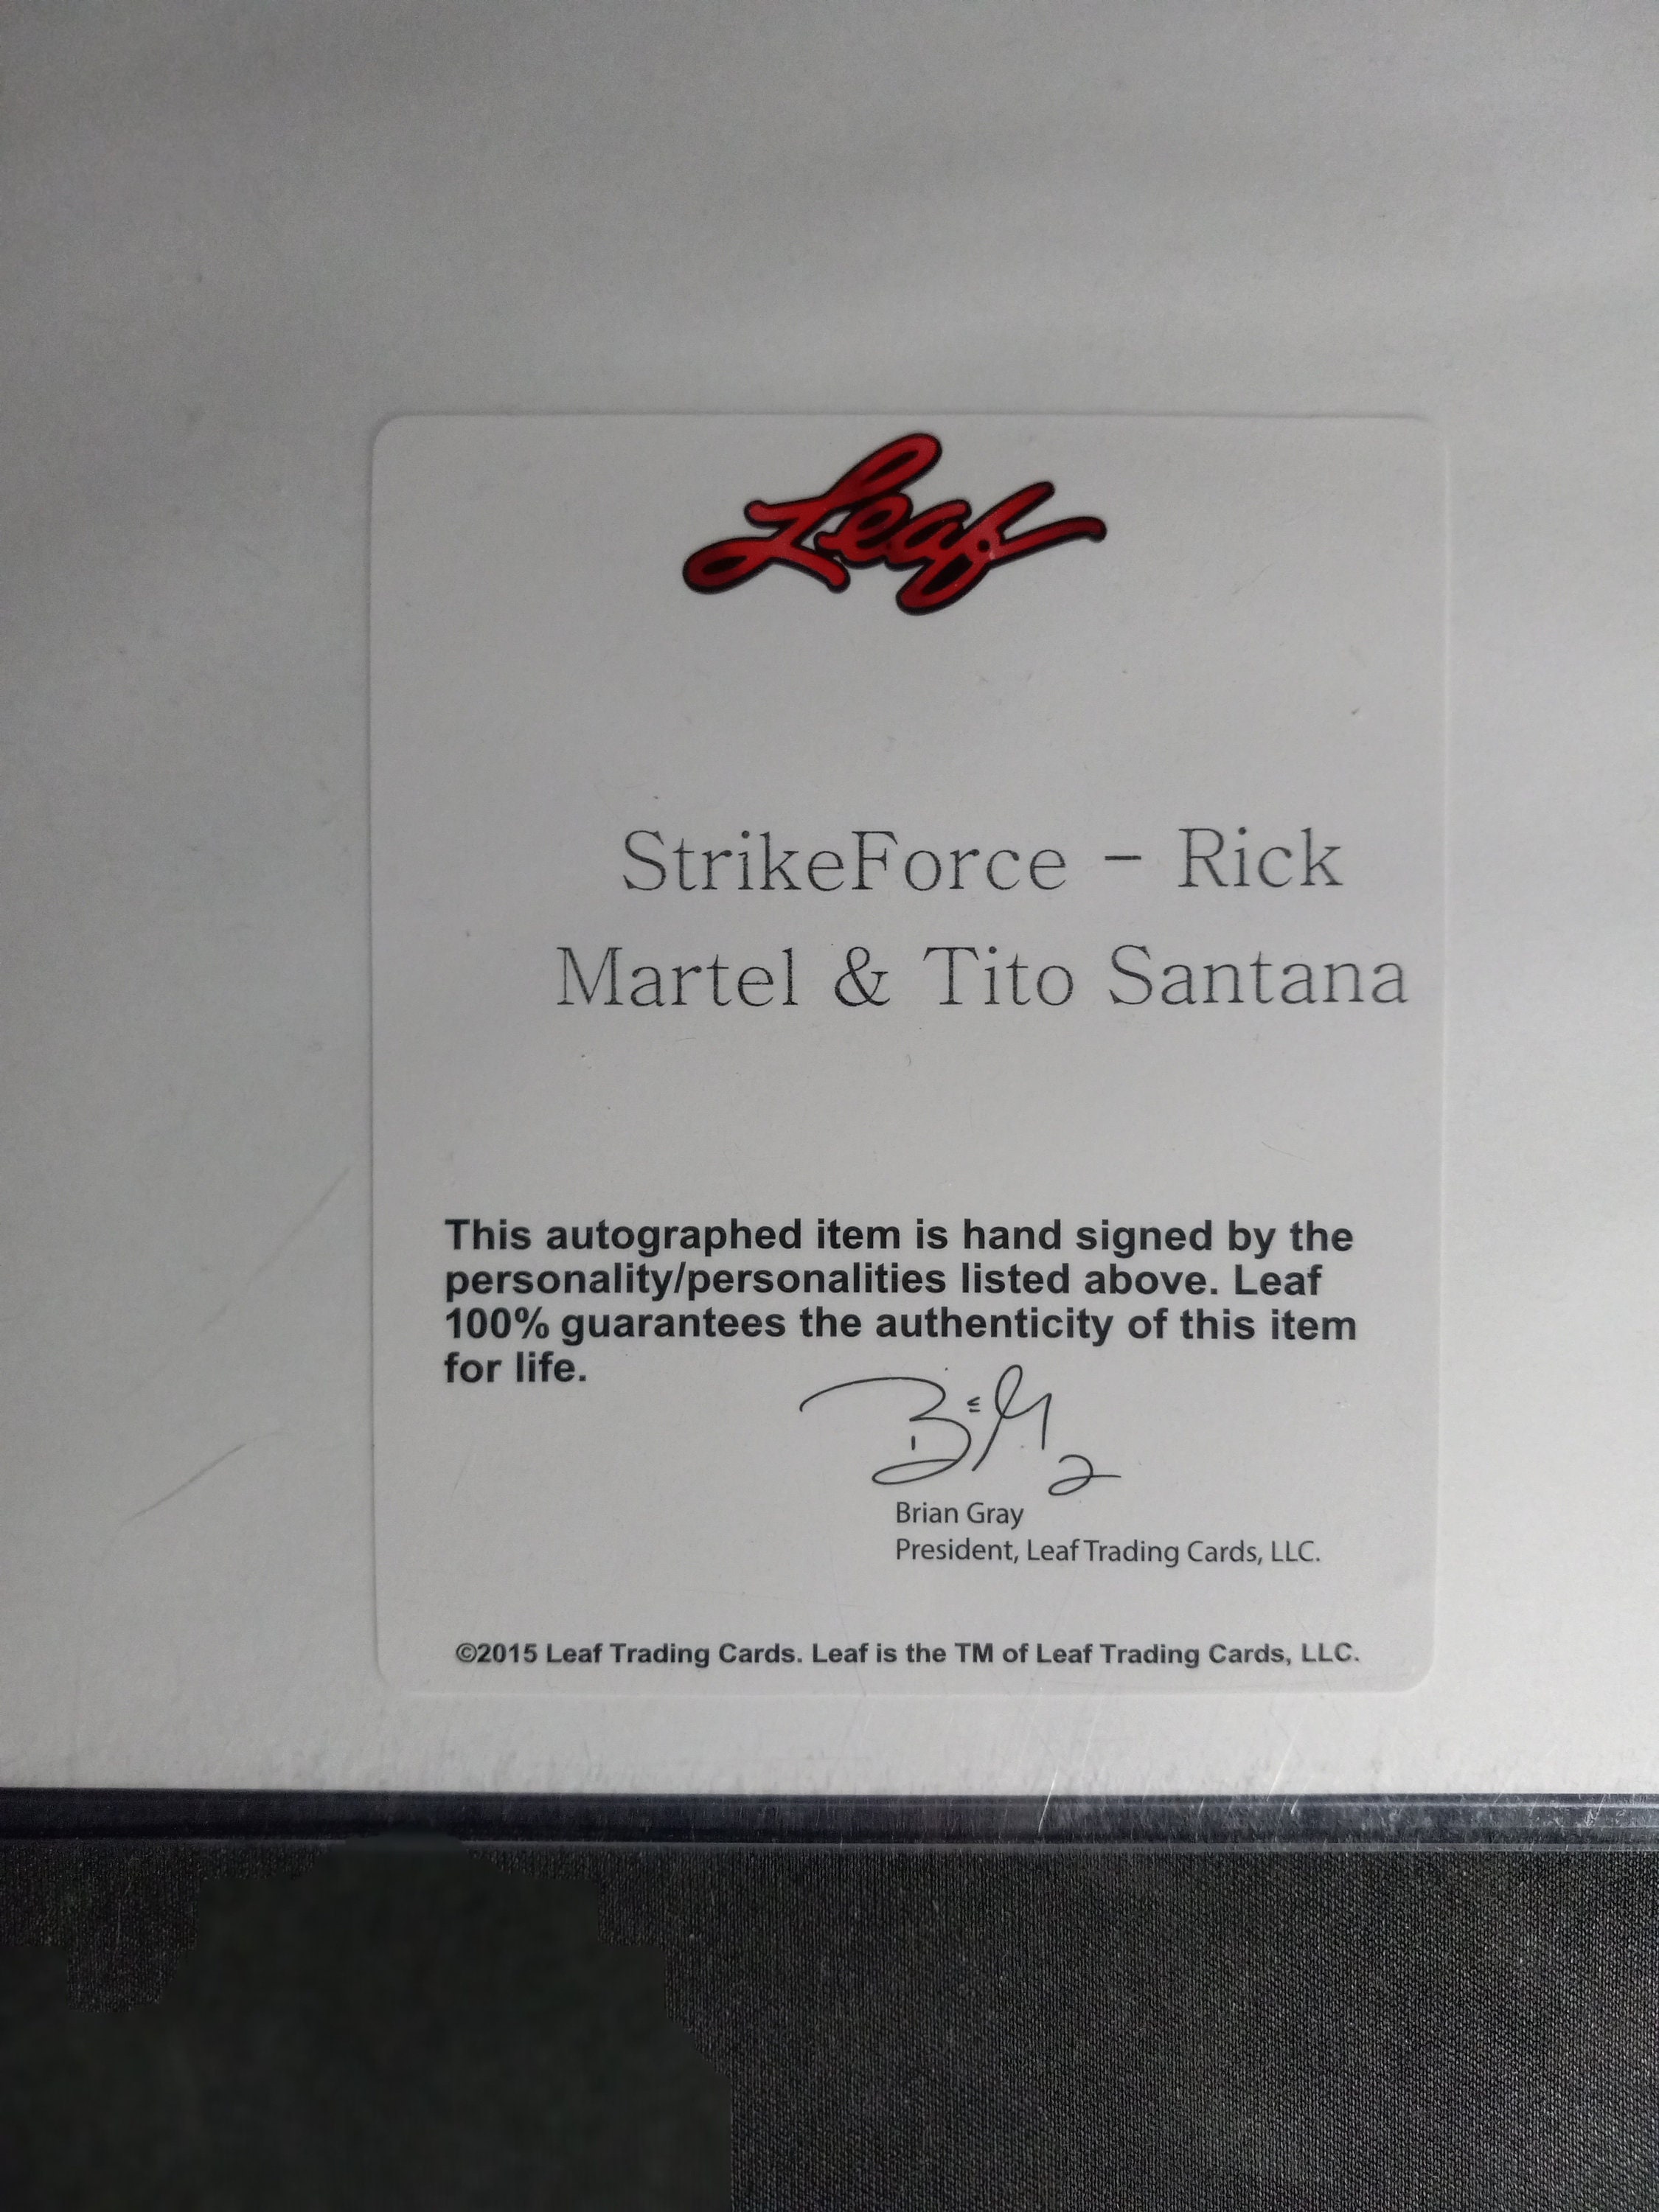 Leaf
StrikeForce - Rick
Martel & Tito Santana
This autographed item is hand signed by the
personality/personalities listed above. Leaf
100% guarantees the authenticity of this item
for life.
Brian Gray
President, Leaf Trading Cards, LLC.
©2015 Leaf Trading Cards. Leaf is the TM of Leaf Trading Cards, LLC.